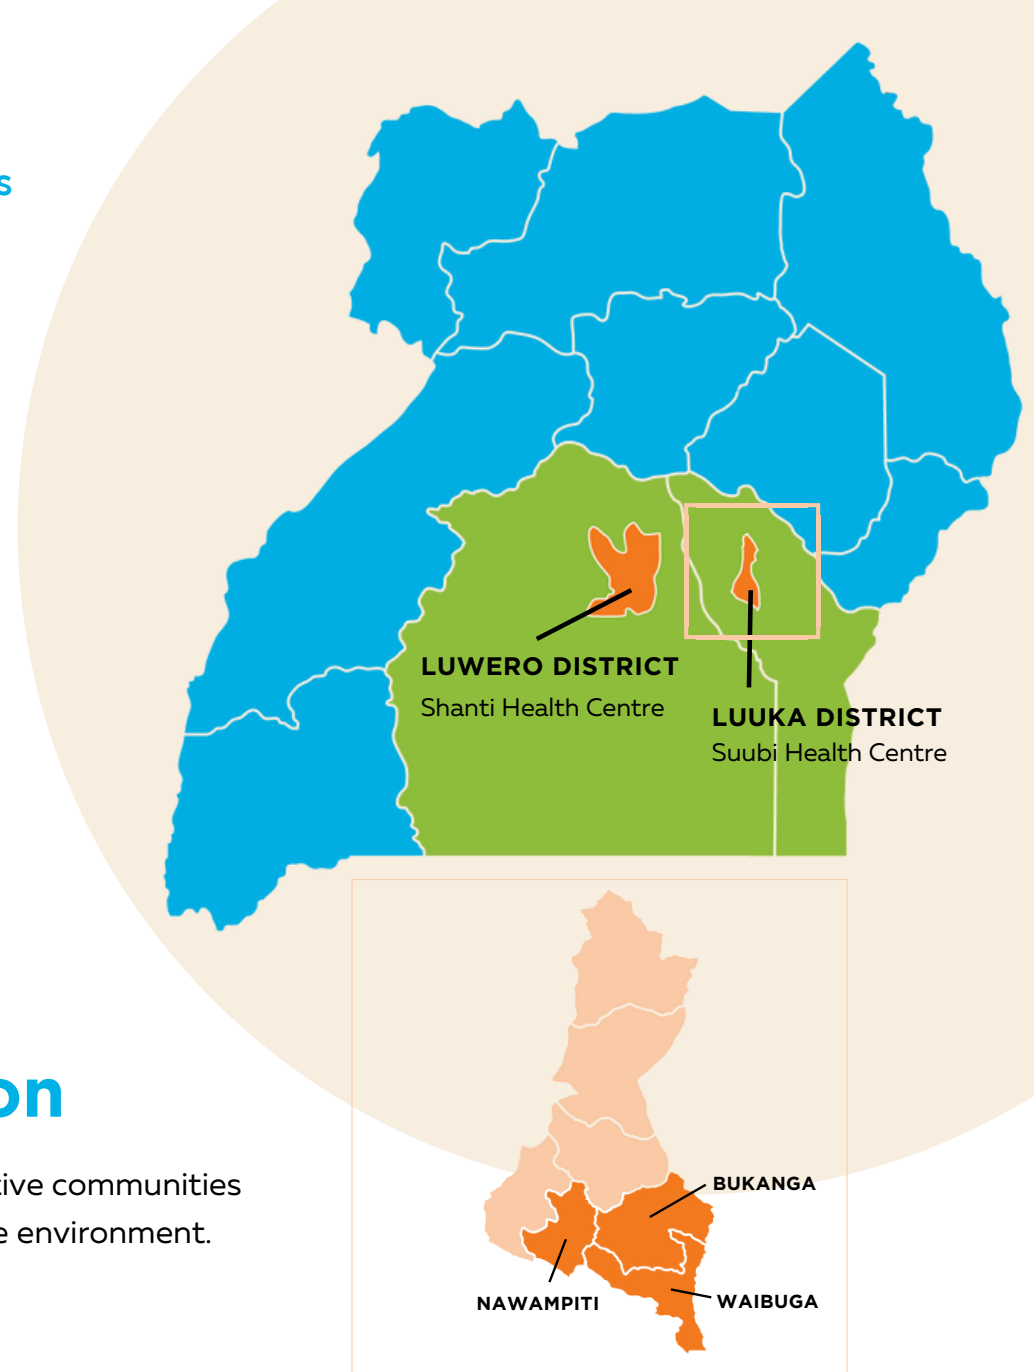 s
LUWERO DISTRICT
Shanti Health Centre
LUUKA DISTRICT
Suubi Health Centre
on
tive communities
e environment.
BUKANGA
NAWAMPITI
WAIBUGA